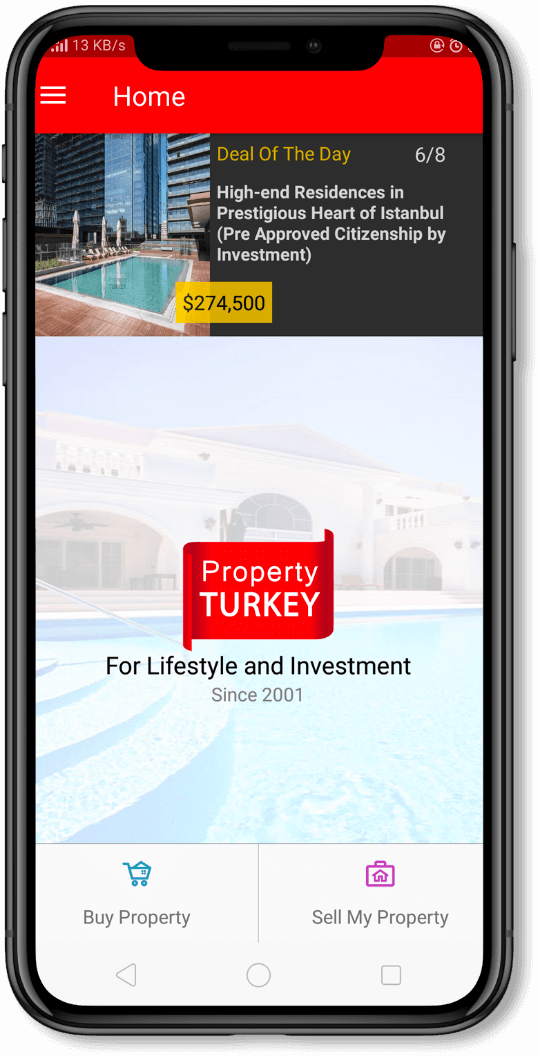 13 KB/s
Home
Deal Of The Day 6/8
High-end Residences in
Prestigious Heart of Istanbul
(Pre Approved Citizenship by
Investment)
$274,500
Property
TURKEY
For Lifestyle and Investment
Since 2001
Buy Property
Sell My Property